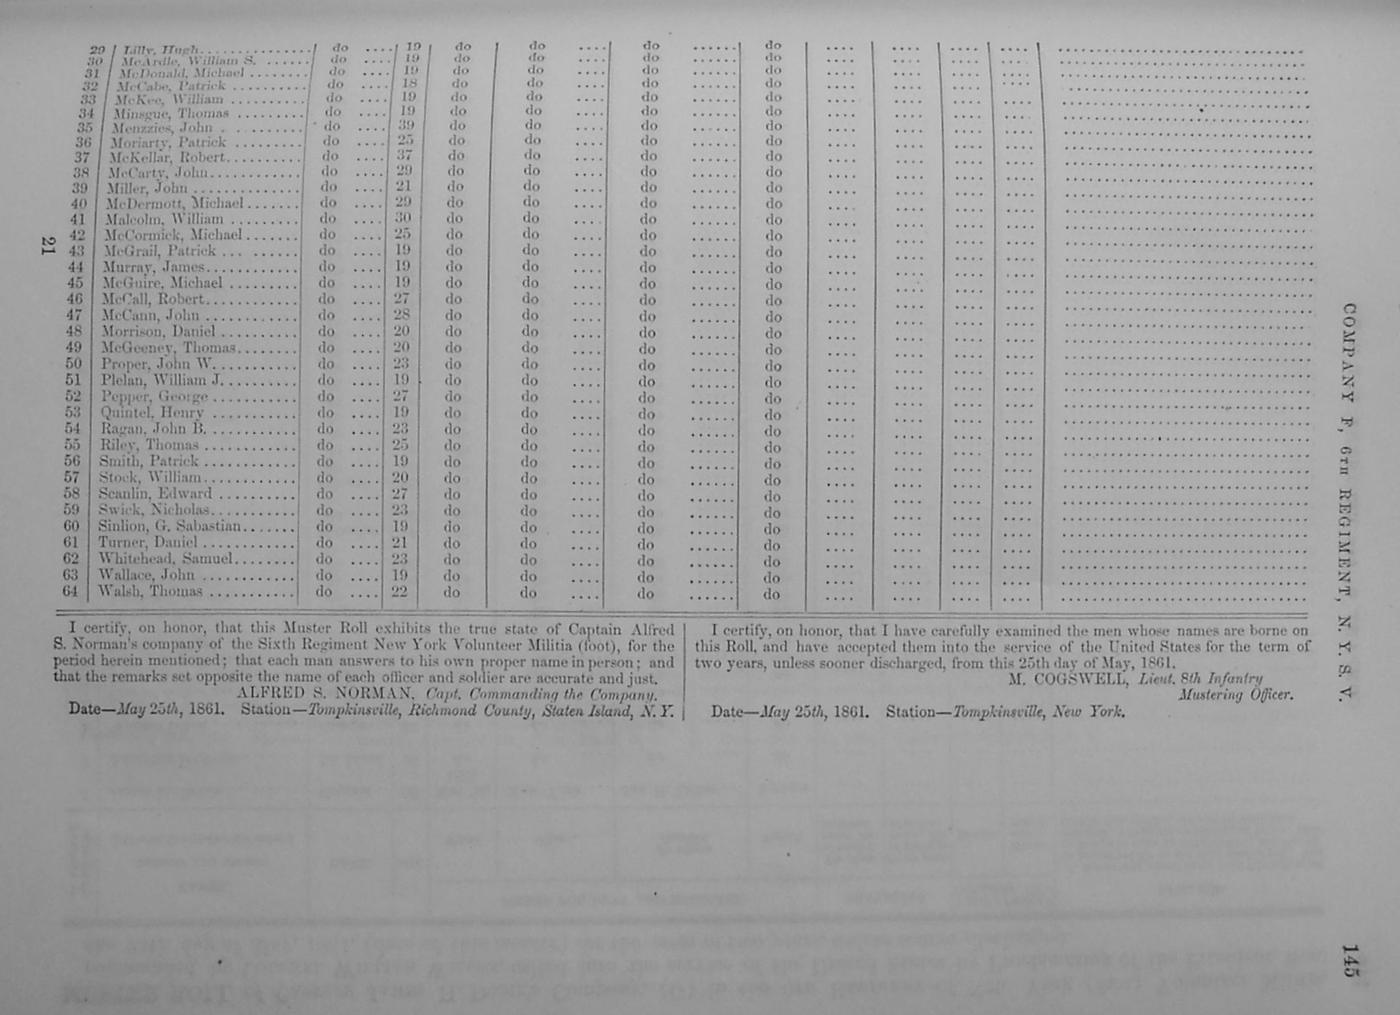 29 Lilly, Hugh do 19 do do do do
30 McArdle, William S. do 19 do do do do
31 McDonald, Michael do 19 do do do do
32 McCabe, Patrick do 18 do do do do
33 McKee, William do 19 do do do do
34 Minsgue, Thomas do 19 do do do do
35 Menzzies, John do 39 do do do do
36 Moriarty, Patrick do 25 do do do do
37 McKellar, Robert do 37 do do do do
38 McCarty, John do 29 do do do do
39 Miller, John do 21 do do do do
40 McDermott, Michael do 29 do do do do
41 Malcolm, William do 30 do do do do
42 McCormick, Michael do 25 do do do do
43 McGrail, Patrick do 19 do do do do
44 Murray, James do 19 do do do do
45 McGuire, Michael do 19 do do do do
46 McCall, Robert do 27 do do do do
47 McCann, John do 28 do do do do
48 Morrison, Daniel do 20 do do do do
49 McGeeney, Thomas do 20 do do do do
50 Proper, John W. do 23 do do do do
51 Plelan, William J. do 19 do do do do
52 Pepper, George do 27 do do do do
53 Quintel, Henry do 19 do do do do
54 Ragan, John B. do 23 do do do do
55 Riley, Thomas do 25 do do do do
56 Smith, Patrick do 19 do do do do
57 Stock, William do 20 do do do do
58 Scanlin, Edward do 27 do do do do
59 Swick, Nicholas do 23 do do do do
60 Sinlion, G. Sabastian do 19 do do do do
61 Turner, Daniel do 21 do do do do
62 Whitehead, Samuel do 23 do do do do
63 Wallace, John do 19 do do do do
64 Walsh, Thomas do 22 do do do do
I certify, on honor, that this Muster Roll exhibits the true state of Captain Alfred
S. Norman's company of the Sixth Regiment New York Volunteer Militia (foot), for the
period herein mentioned; that each man answers to his own proper name in person; and
that the remarks set opposite the name of each officer and soldier are accurate and just.
ALFRED S. NORMAN, Capt. Commanding the Company.
Date—May 25th, 1861. Station—Tompkinsville, Richmond County, Staten Island, N. Y.
I certify, on honor, that I have carefully examined the men whose names are borne on
this Roll, and have accepted them into the service of the United States for the term of
two years, unless sooner discharged, from this 25th day of May, 1861.
M. COGSWELL, Lieut. 8th Infantry
Mustering Officer.
Date—May 25th, 1861. Station—Tompkinsville, New York.
21
COMPANY F, 6TH REGIMENT, N. Y. S. V.
145